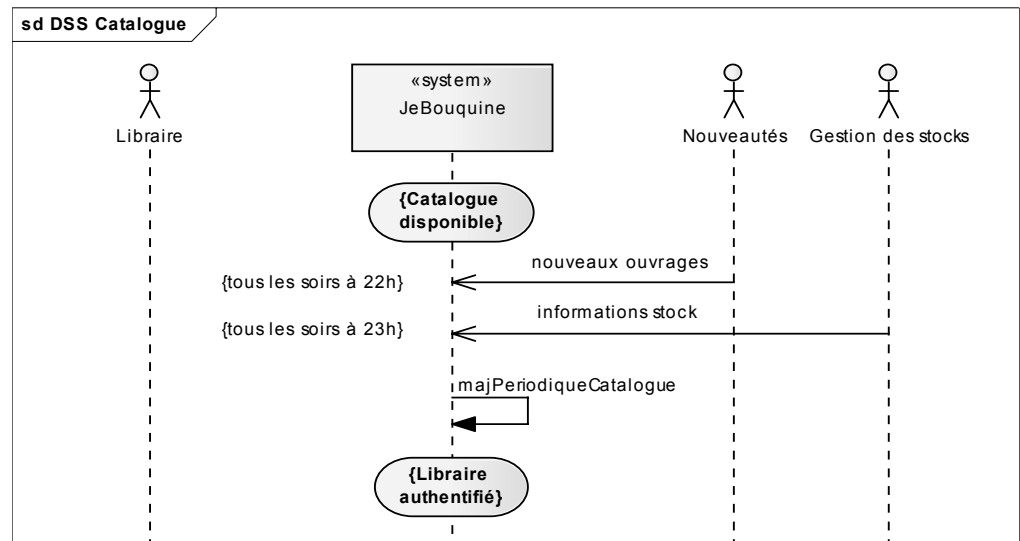 sd DSS Catalogue
«system»
JeBouquine
Libraire
Nouveautés
Gestion des stocks
{Catalogue
disponible}
nouveaux ouvrages
{tous les soirs à 22h}
informations stock
{tous les soirs à 23h}
majPeriodiqueCatalogue
{Libraire
authentifié}